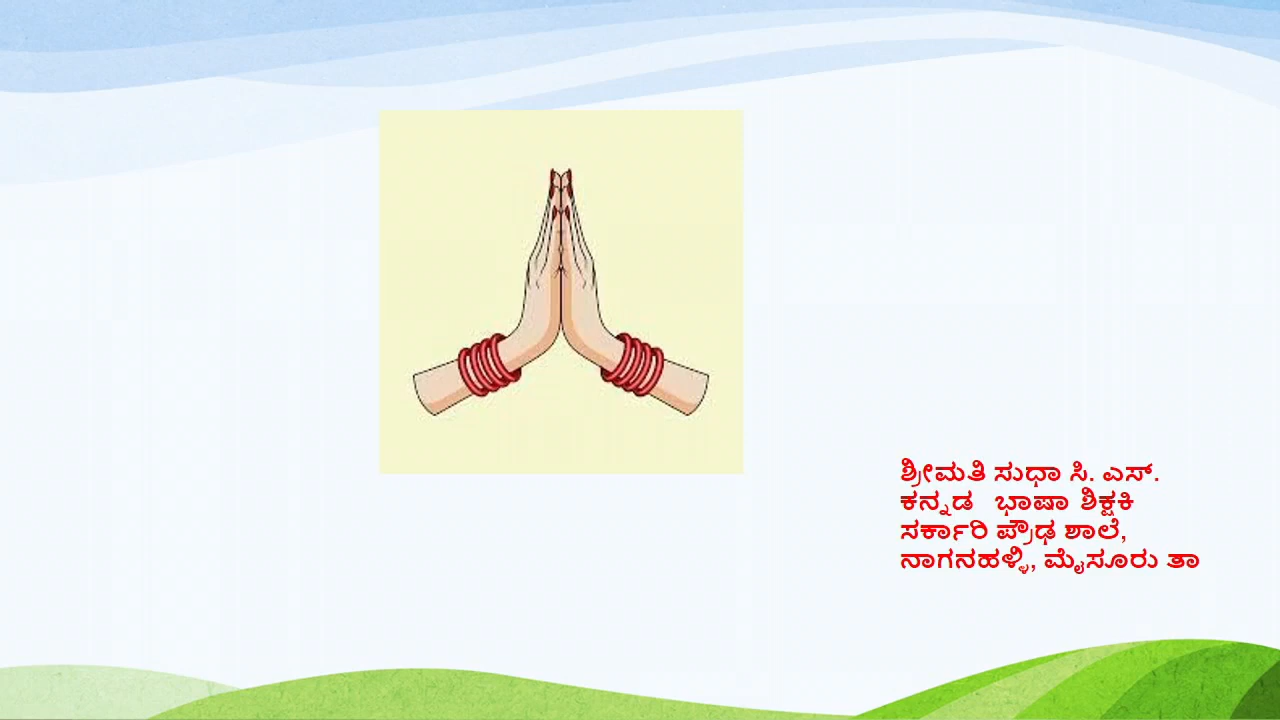 ಶ್ರೀಮತಿ ಸುಧಾ ಸಿ. ಎಸ್.
ಕನ್ನಡ ಭಾಷಾ ಶಿಕ್ಷಕಿ
ಸರ್ಕಾರಿ ಪ್ರೌಢ ಶಾಲೆ,
ನಾಗನಹಳ್ಳಿ, ಮೈಸೂರು ತಾ